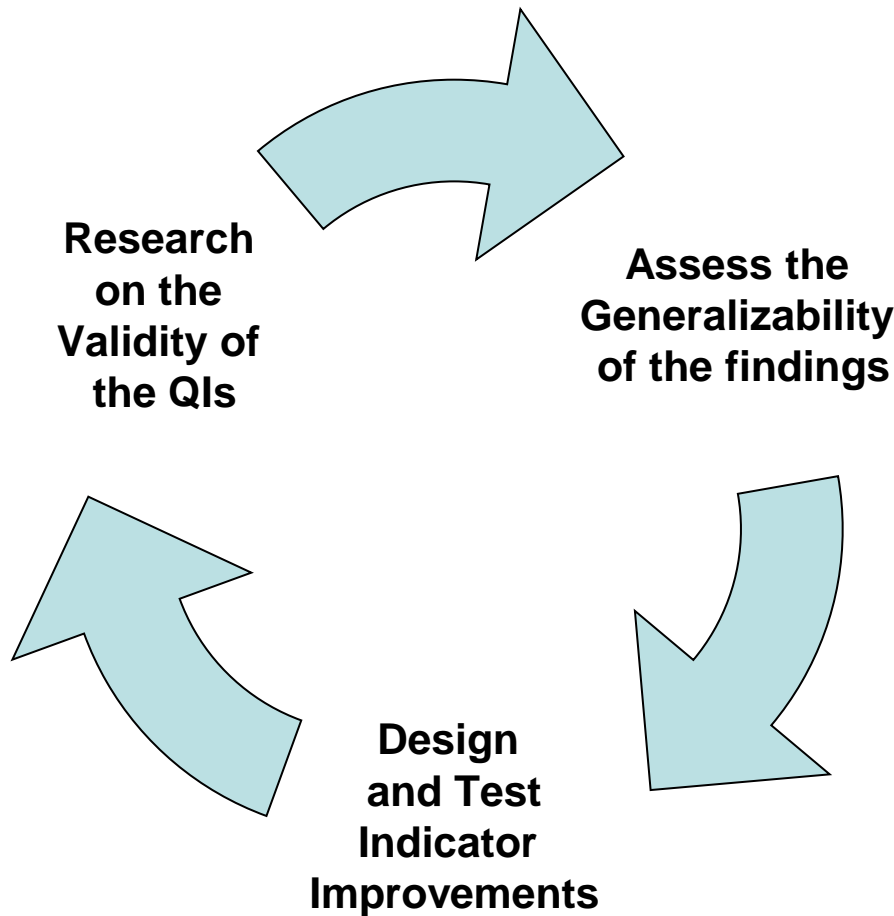 Research
on the
Validity of
the QIs
Assess the
Generalizability
of the findings
Design
and Test
Indicator
Improvements